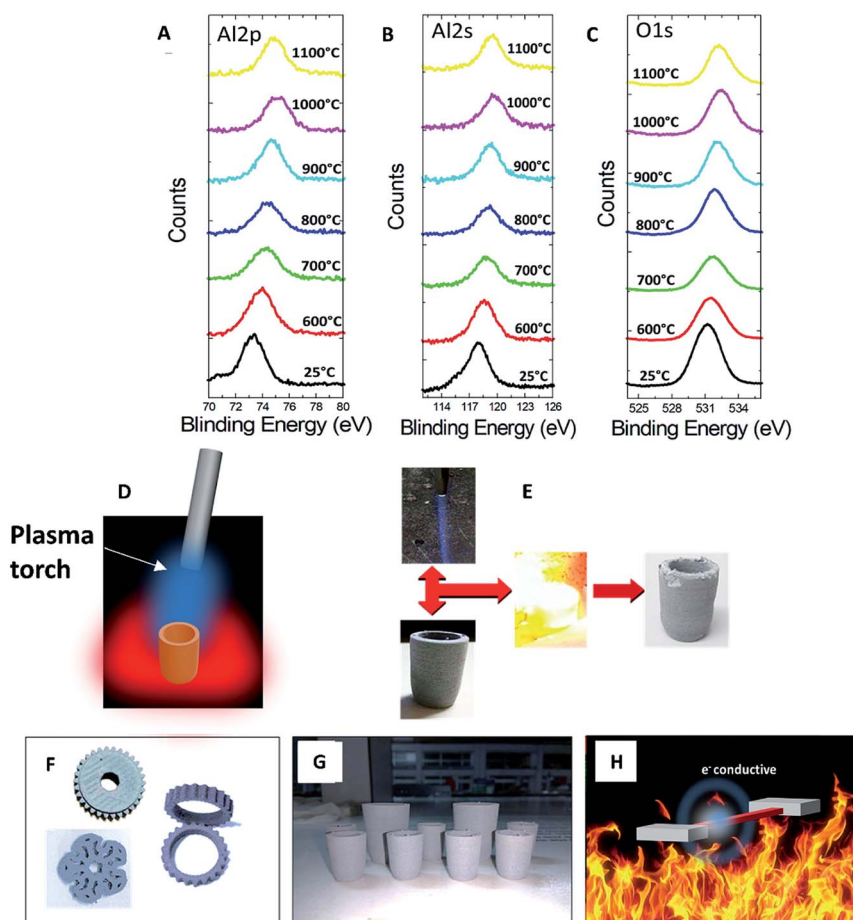 A
Al2p
1100°C
1000°C
900°C
800°C
700°C
600°C
25°C
Counts
70 72 74 76 78 80
Blinding Energy (eV)
B
Al2s
1100°C
1000°C
900°C
800°C
700°C
600°C
25°C
Counts
114 117 120 123 126
Blinding Energy (eV)
C
O1s
1100°C
1000°C
900°C
800°C
700°C
600°C
25°C
Counts
525 528 531 534
Binding Energy (eV)
D
Plasma
torch
E
F
G
H
e- conductive